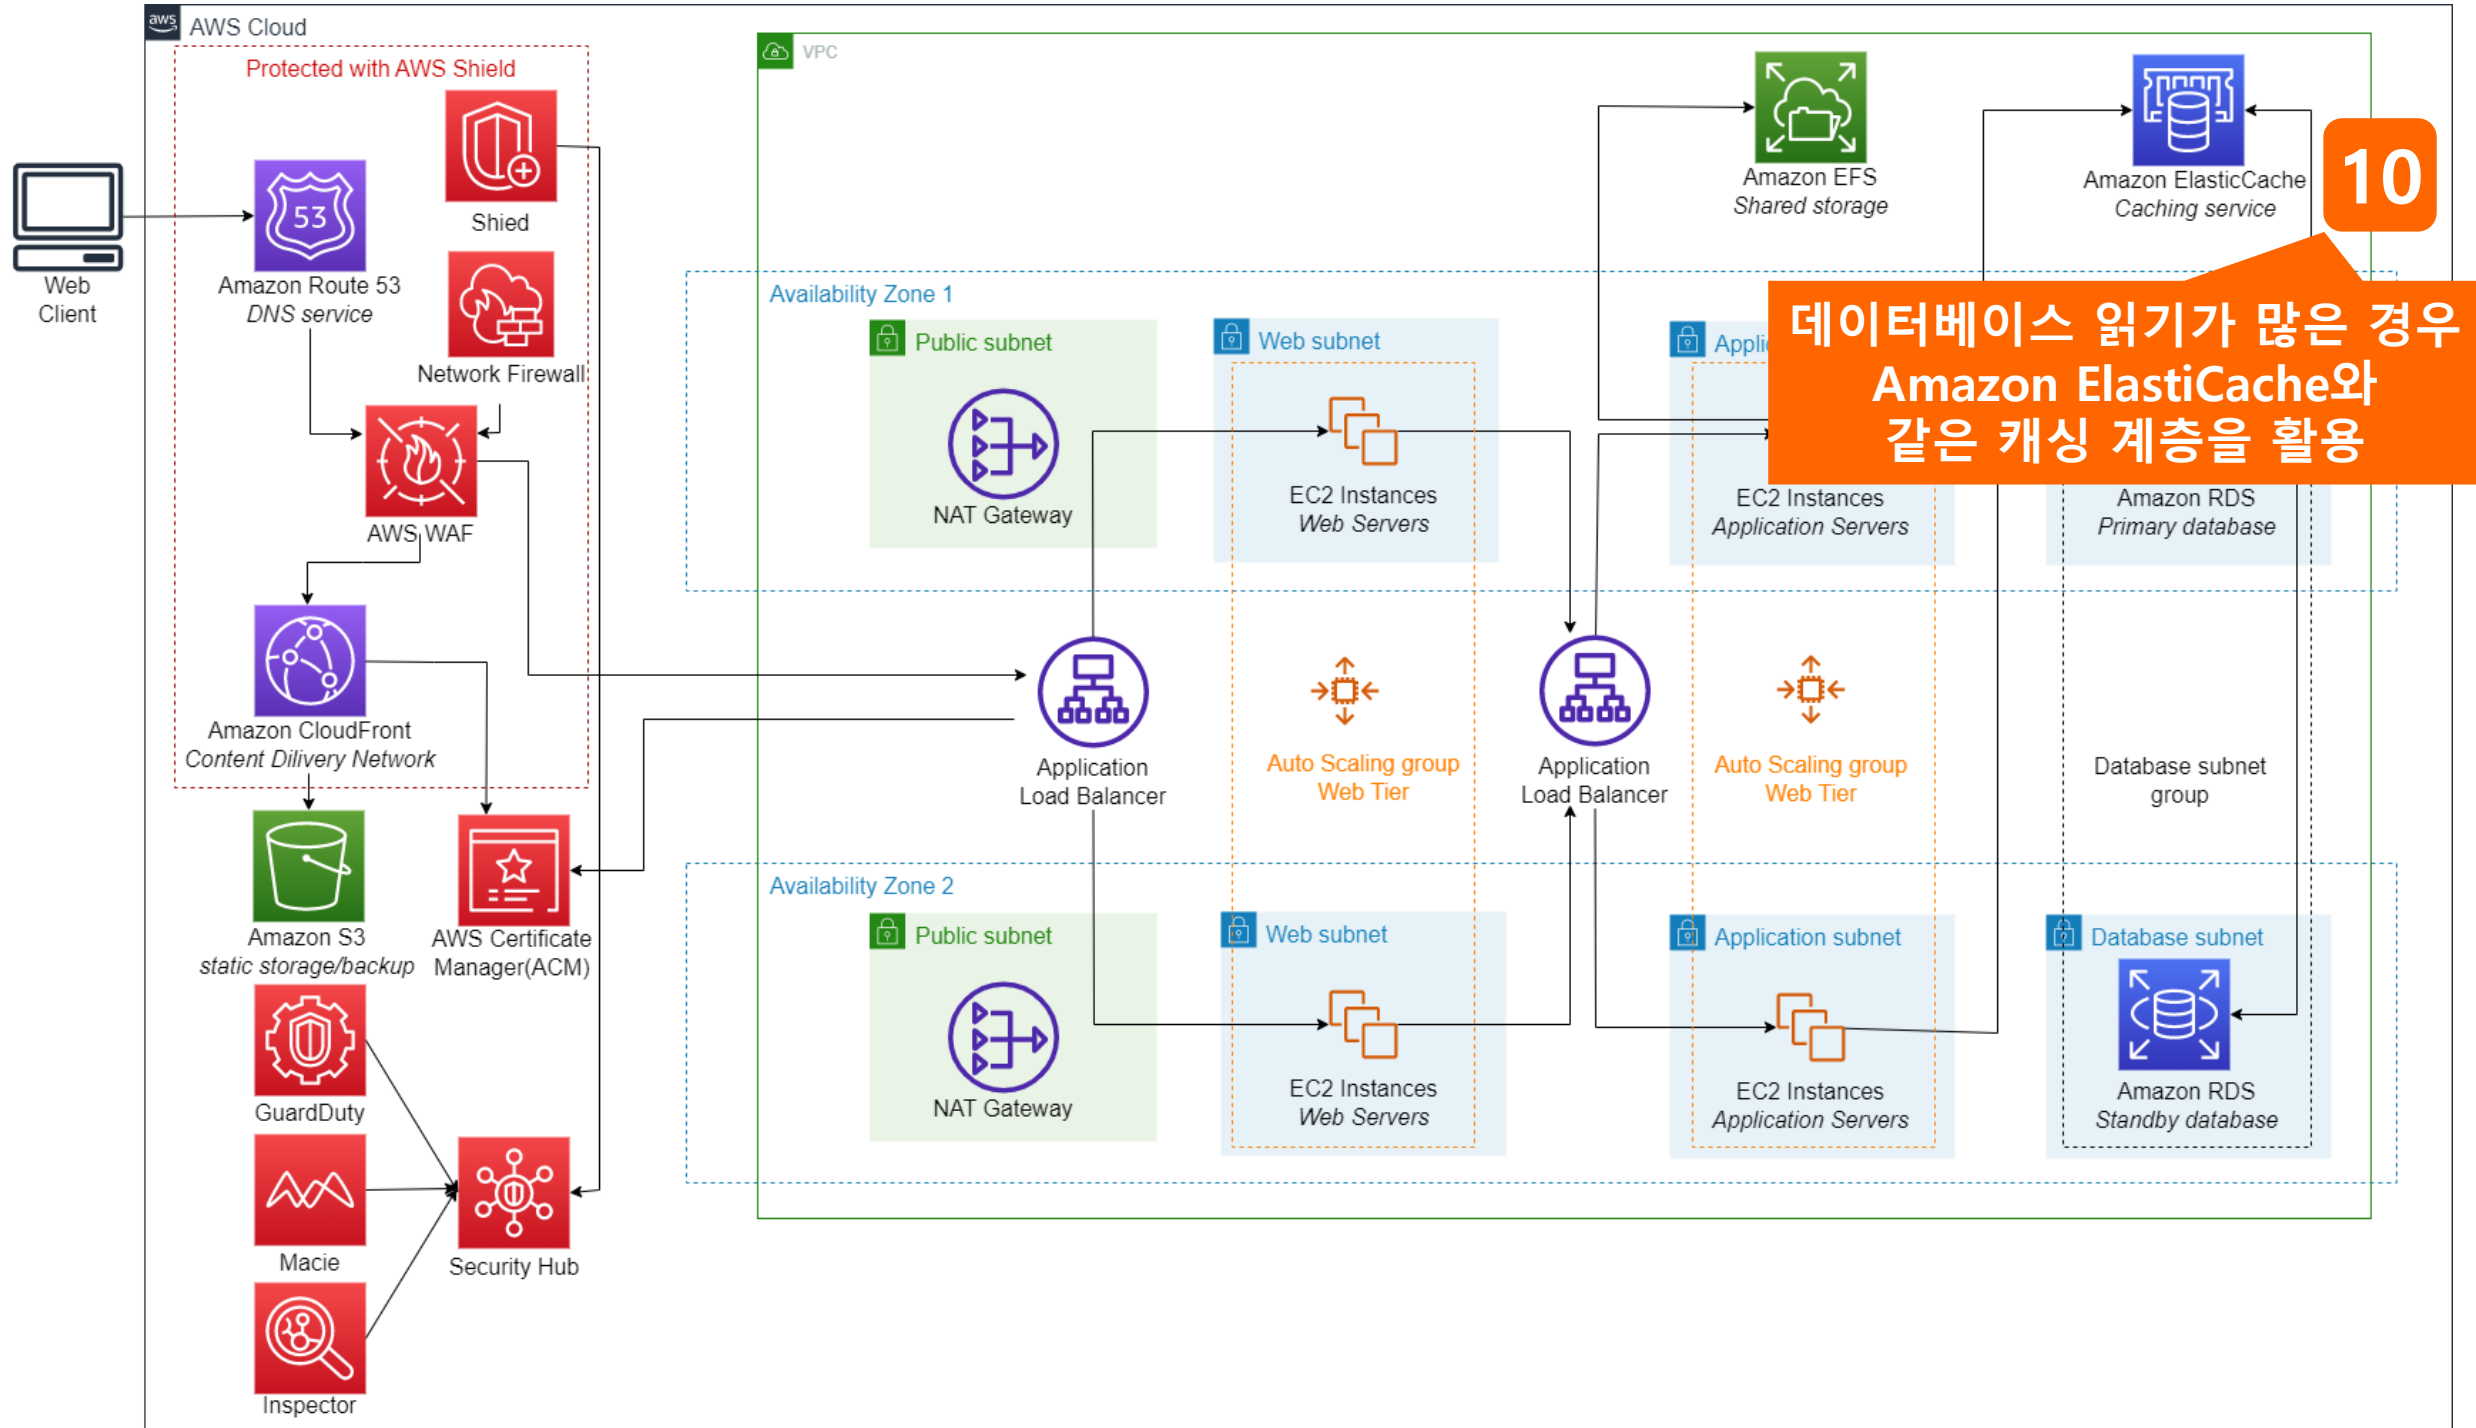 aws
AWS Cloud
Protected with AWS Shield
Shied
53
Amazon Route 53
DNS service
Web
Client
Network Firewall
AWS WAF
Amazon CloudFront
Content Dilivery Network
Amazon S3
static storage/backup
AWS Certificate
Manager(ACM)
GuardDuty
Macie
Security Hub
Inspector
VPC
Amazon EFS
Shared storage
Amazon ElasticCache
Caching service
10
데이터베이스 읽기가 많은 경우
Amazon ElastiCache와
같은 캐싱 계층을 활용
Availability Zone 1
Public subnet
NAT Gateway
Web subnet
EC2 Instances
Web Servers
EC2 Instances
Application Servers
Amazon RDS
Primary database
Application
Load Balancer
Auto Scaling group
Web Tier
Application
Load Balancer
Auto Scaling group
Web Tier
Database subnet
group
Availability Zone 2
Public subnet
NAT Gateway
Web subnet
EC2 Instances
Web Servers
Application subnet
EC2 Instances
Application Servers
Database subnet
Amazon RDS
Standby database